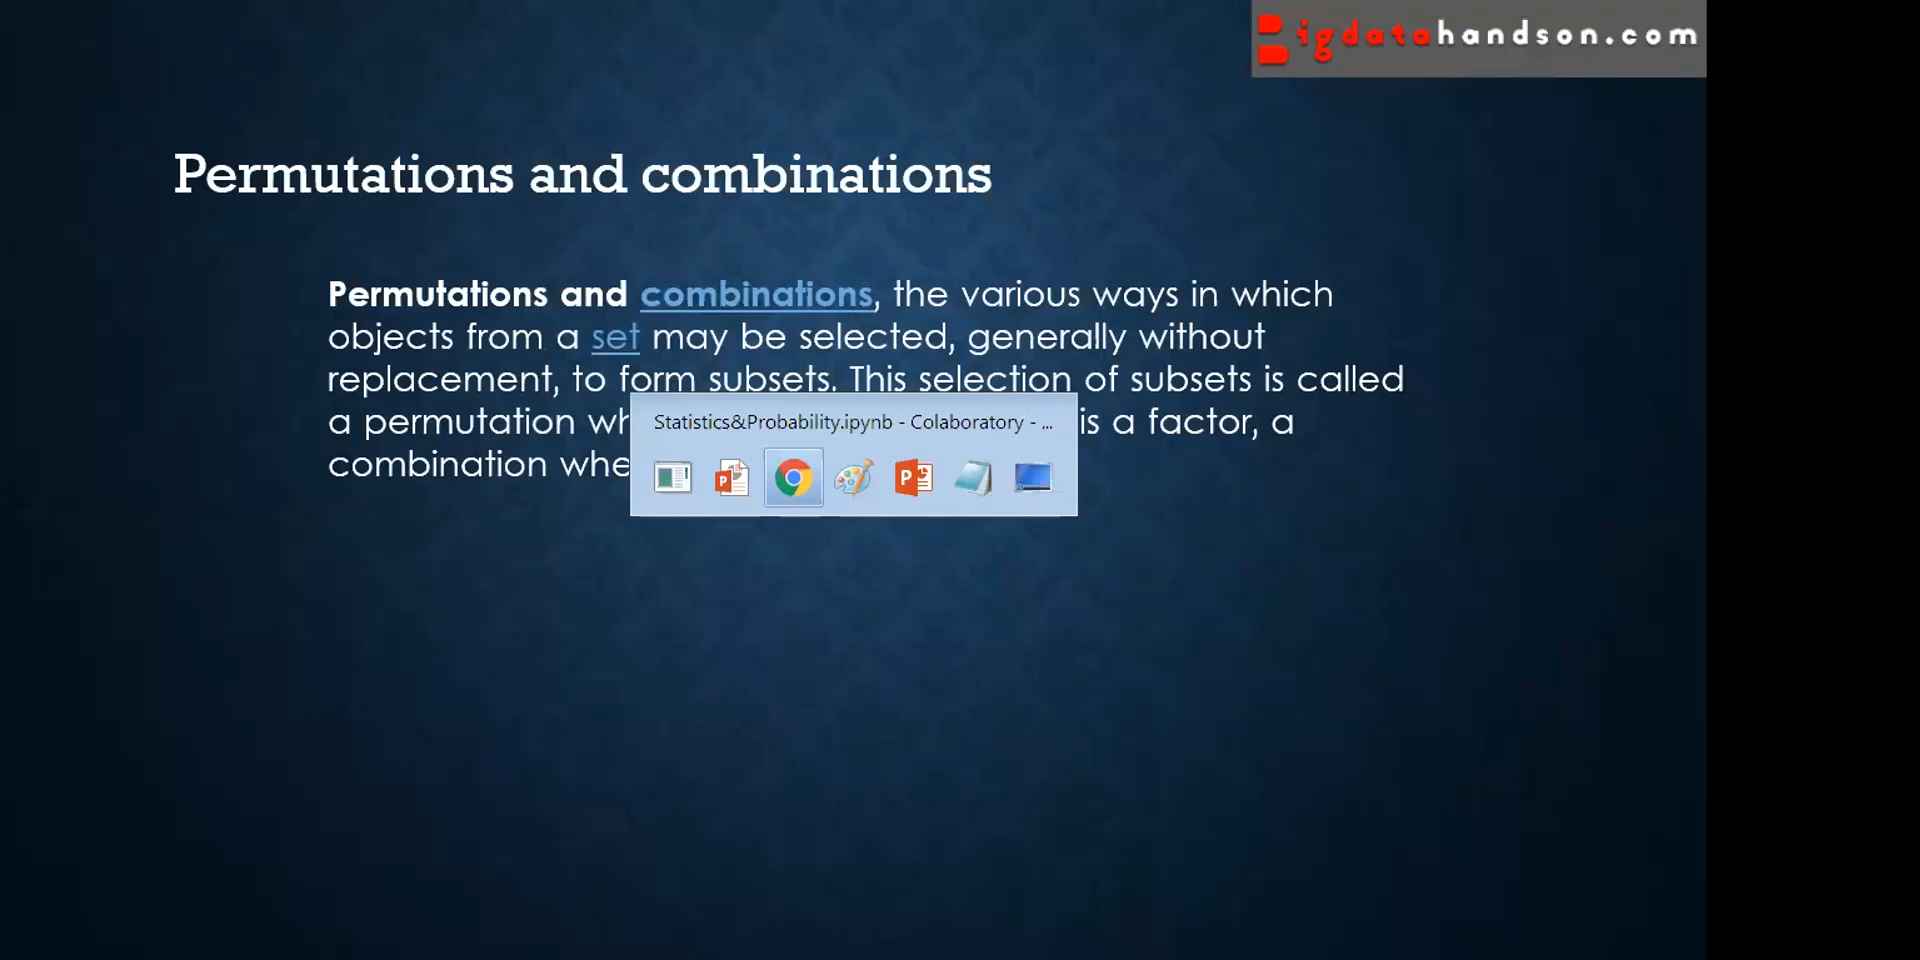 Bigdatahandson.com
Permutations and combinations
Permutations and combinations, the various ways in which
objects from a set may be selected, generally without
replacement, to form subsets. This selection of subsets is called
a permutation is a factor, a
combination
Statistics&Probability.ipynb - Colaboratory - ...